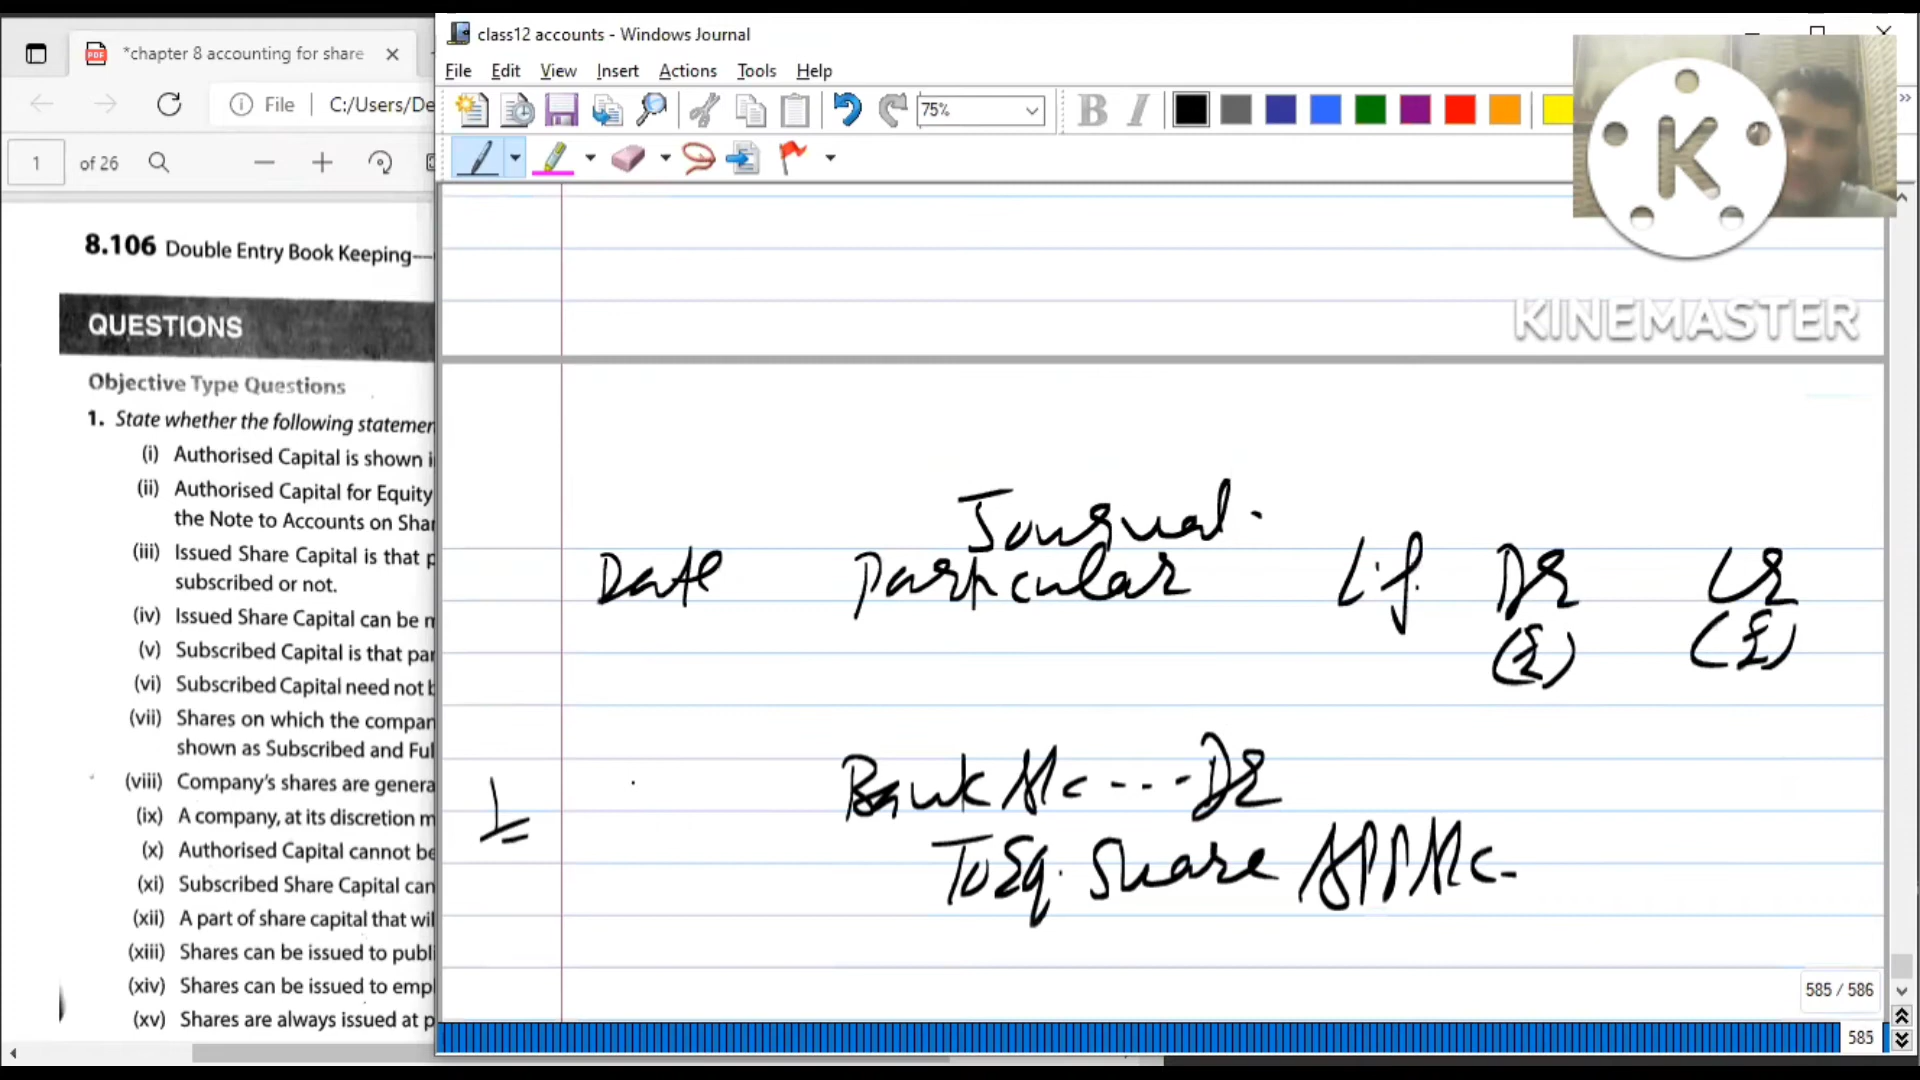 *chapter 8 accounting for share
File C:/Users/De
1 of 26
8.106 Double Entry Book Keeping—
QUESTIONS
Objective Type Questions
1. State whether the following statemen
(i) Authorised Capital is shown i
(ii) Authorised Capital for Equity
the Note to Accounts on Shar
(iii) Issued Share Capital is that p
subscribed or not.
(iv) Issued Share Capital can be m
(v) Subscribed Capital is that par
(vi) Subscribed Capital need not b
(vii) Shares on which the compan
shown as Subscribed and Ful
(viii) Company's shares are genera
(ix) A company, at its discretion m
(x) Authorised Capital cannot be
(xi) Subscribed Share Capital can
(xii) A part of share capital that wil
(xiii) Shares can be issued to publi
(xiv) Shares can be issued to empl
(xv) Shares are always issued at p
class12 accounts - Windows Journal
File Edit View Insert Actions Tools Help
75% B I
K
KINEMASTER
Journal.
Date Particular L.f. Dr Cr
(₹) (₹)
1 Bank A/c ---Dr
To Eq. Share APP A/c-
585 / 586
585